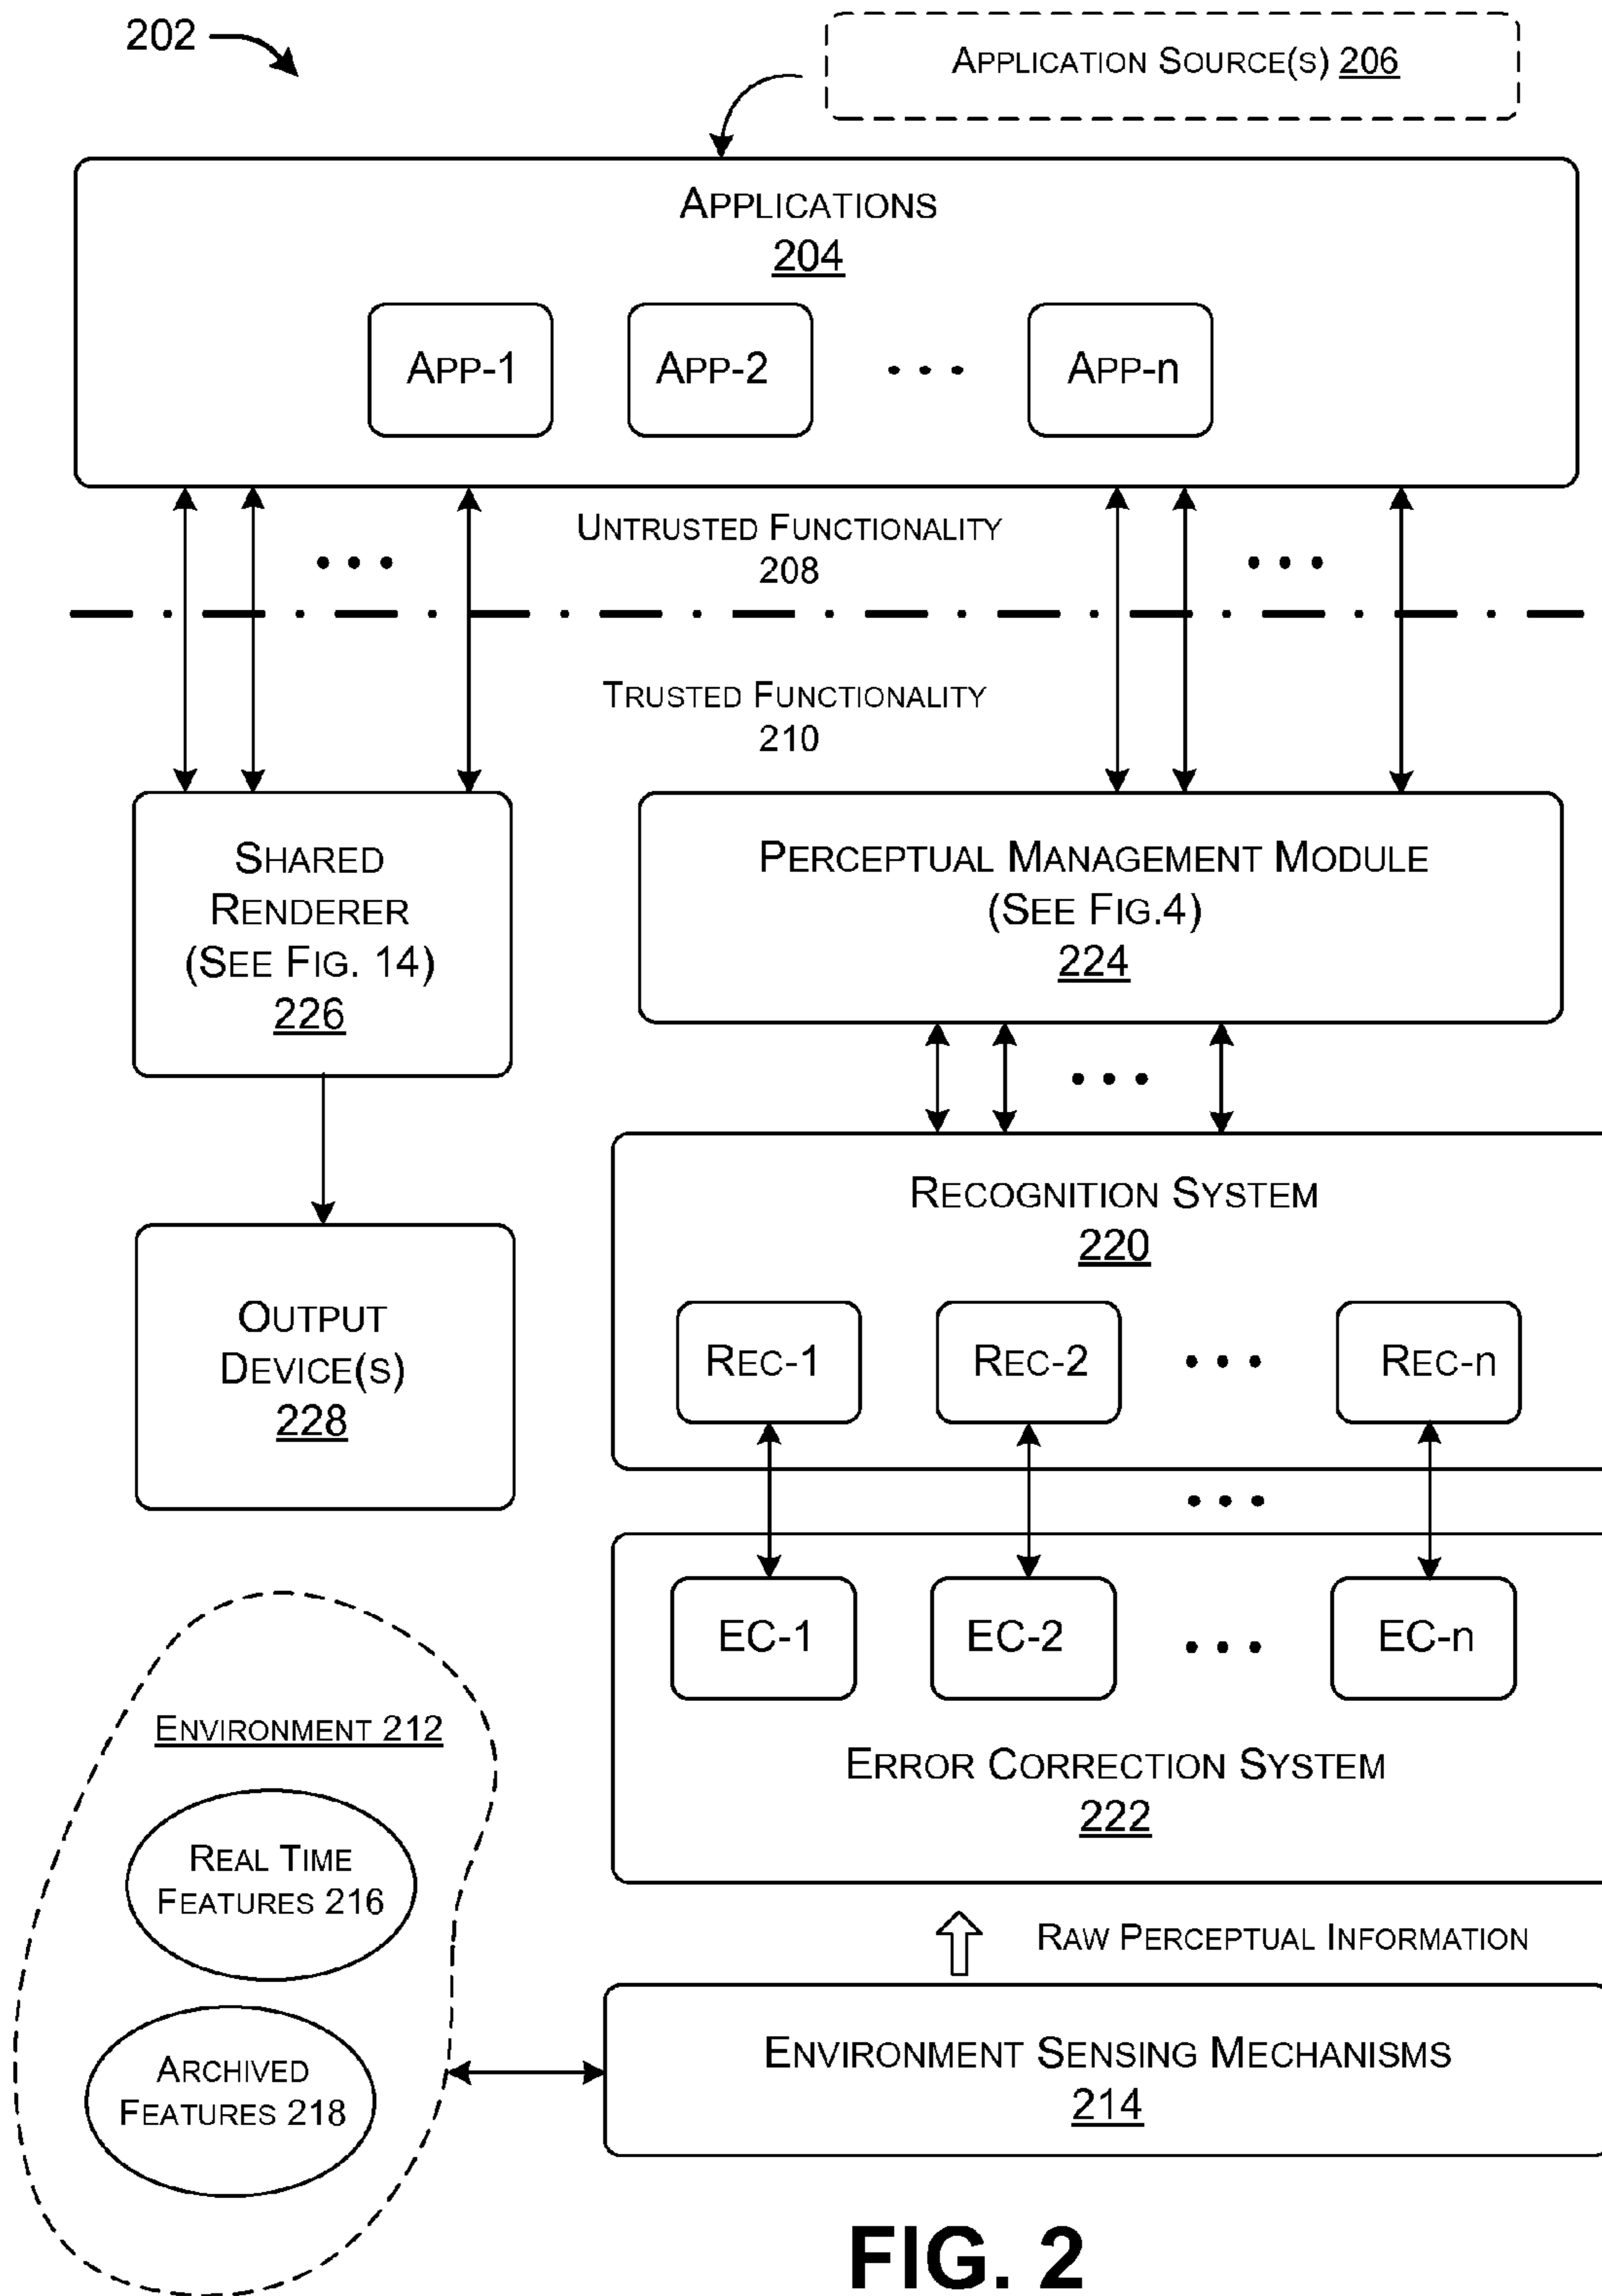 202
Application Source(s) 206
Applications
204
App-1
App-2
• • •
App-n
Untrusted Functionality
208
• • •
• • •
Trusted Functionality
210
Shared
Renderer
(See Fig. 14)
226
Perceptual Management Module
(See Fig.4)
224
• • •
Output
Device(s)
228
Recognition System
220
Rec-1
Rec-2
• • •
Rec-n
• • •
EC-1
EC-2
• • •
EC-n
Error Correction System
222
Environment 212
Real Time
Features 216
Archived
Features 218
Raw Perceptual Information
Environment Sensing Mechanisms
214
FIG. 2